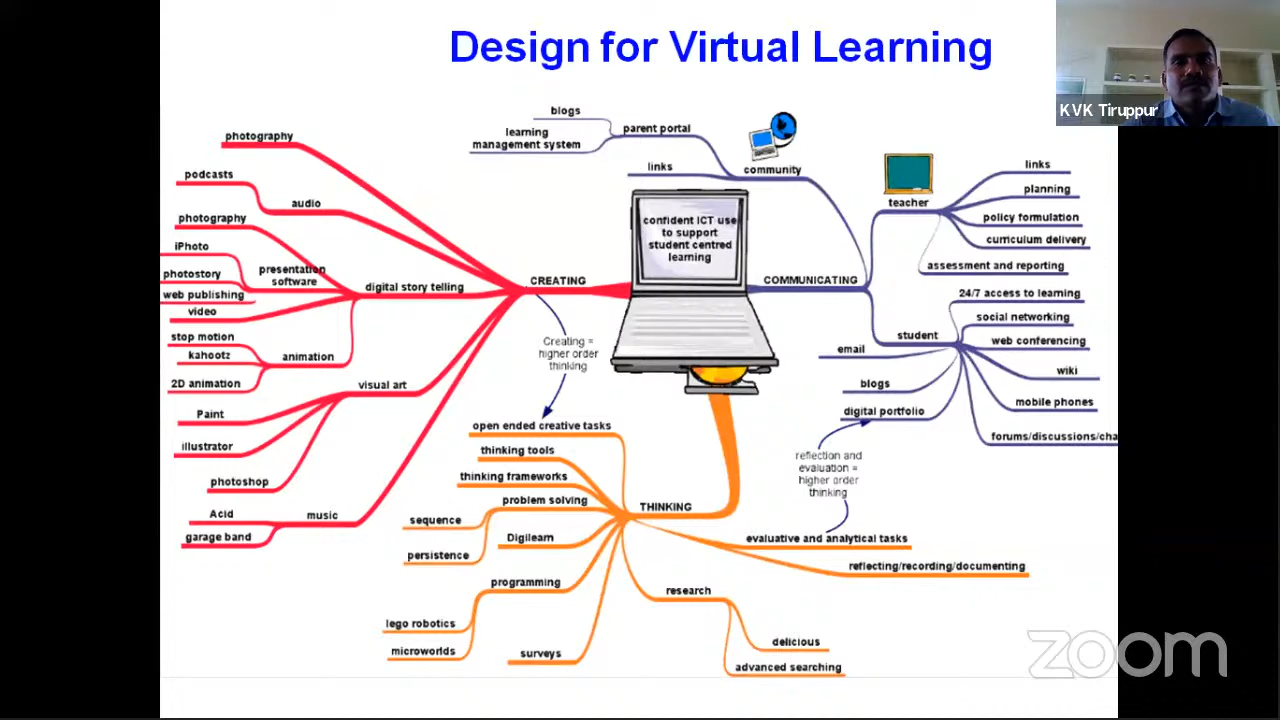 Design for Virtual Learning
KVK Tiruppur
blogs
learning
management system
parent portal
links
community
photography
podcasts
audio
photography
iPhoto
photostory
presentation
software
web publishing
video
digital story telling
stop motion
kahootz
2D animation
animation
Paint
illustrator
photoshop
visual art
Acid
garage band
music
CREATING
confident ICT use
to support
student centred
learning
COMMUNICATING
teacher
links
planning
policy formulation
curriculum delivery
assessment and reporting
student
24/7 access to learning
social networking
web conferencing
wiki
mobile phones
forums/discussions/cha
email
blogs
digital portfolio
Creating =
higher order
thinking
reflection and
evaluation =
higher order
thinking
THINKING
open ended creative tasks
thinking tools
thinking frameworks
problem solving
sequence
persistence
Digilearn
programming
lego robotics
microworlds
surveys
research
delicious
advanced searching
evaluative and analytical tasks
reflecting/recording/documenting
zoom